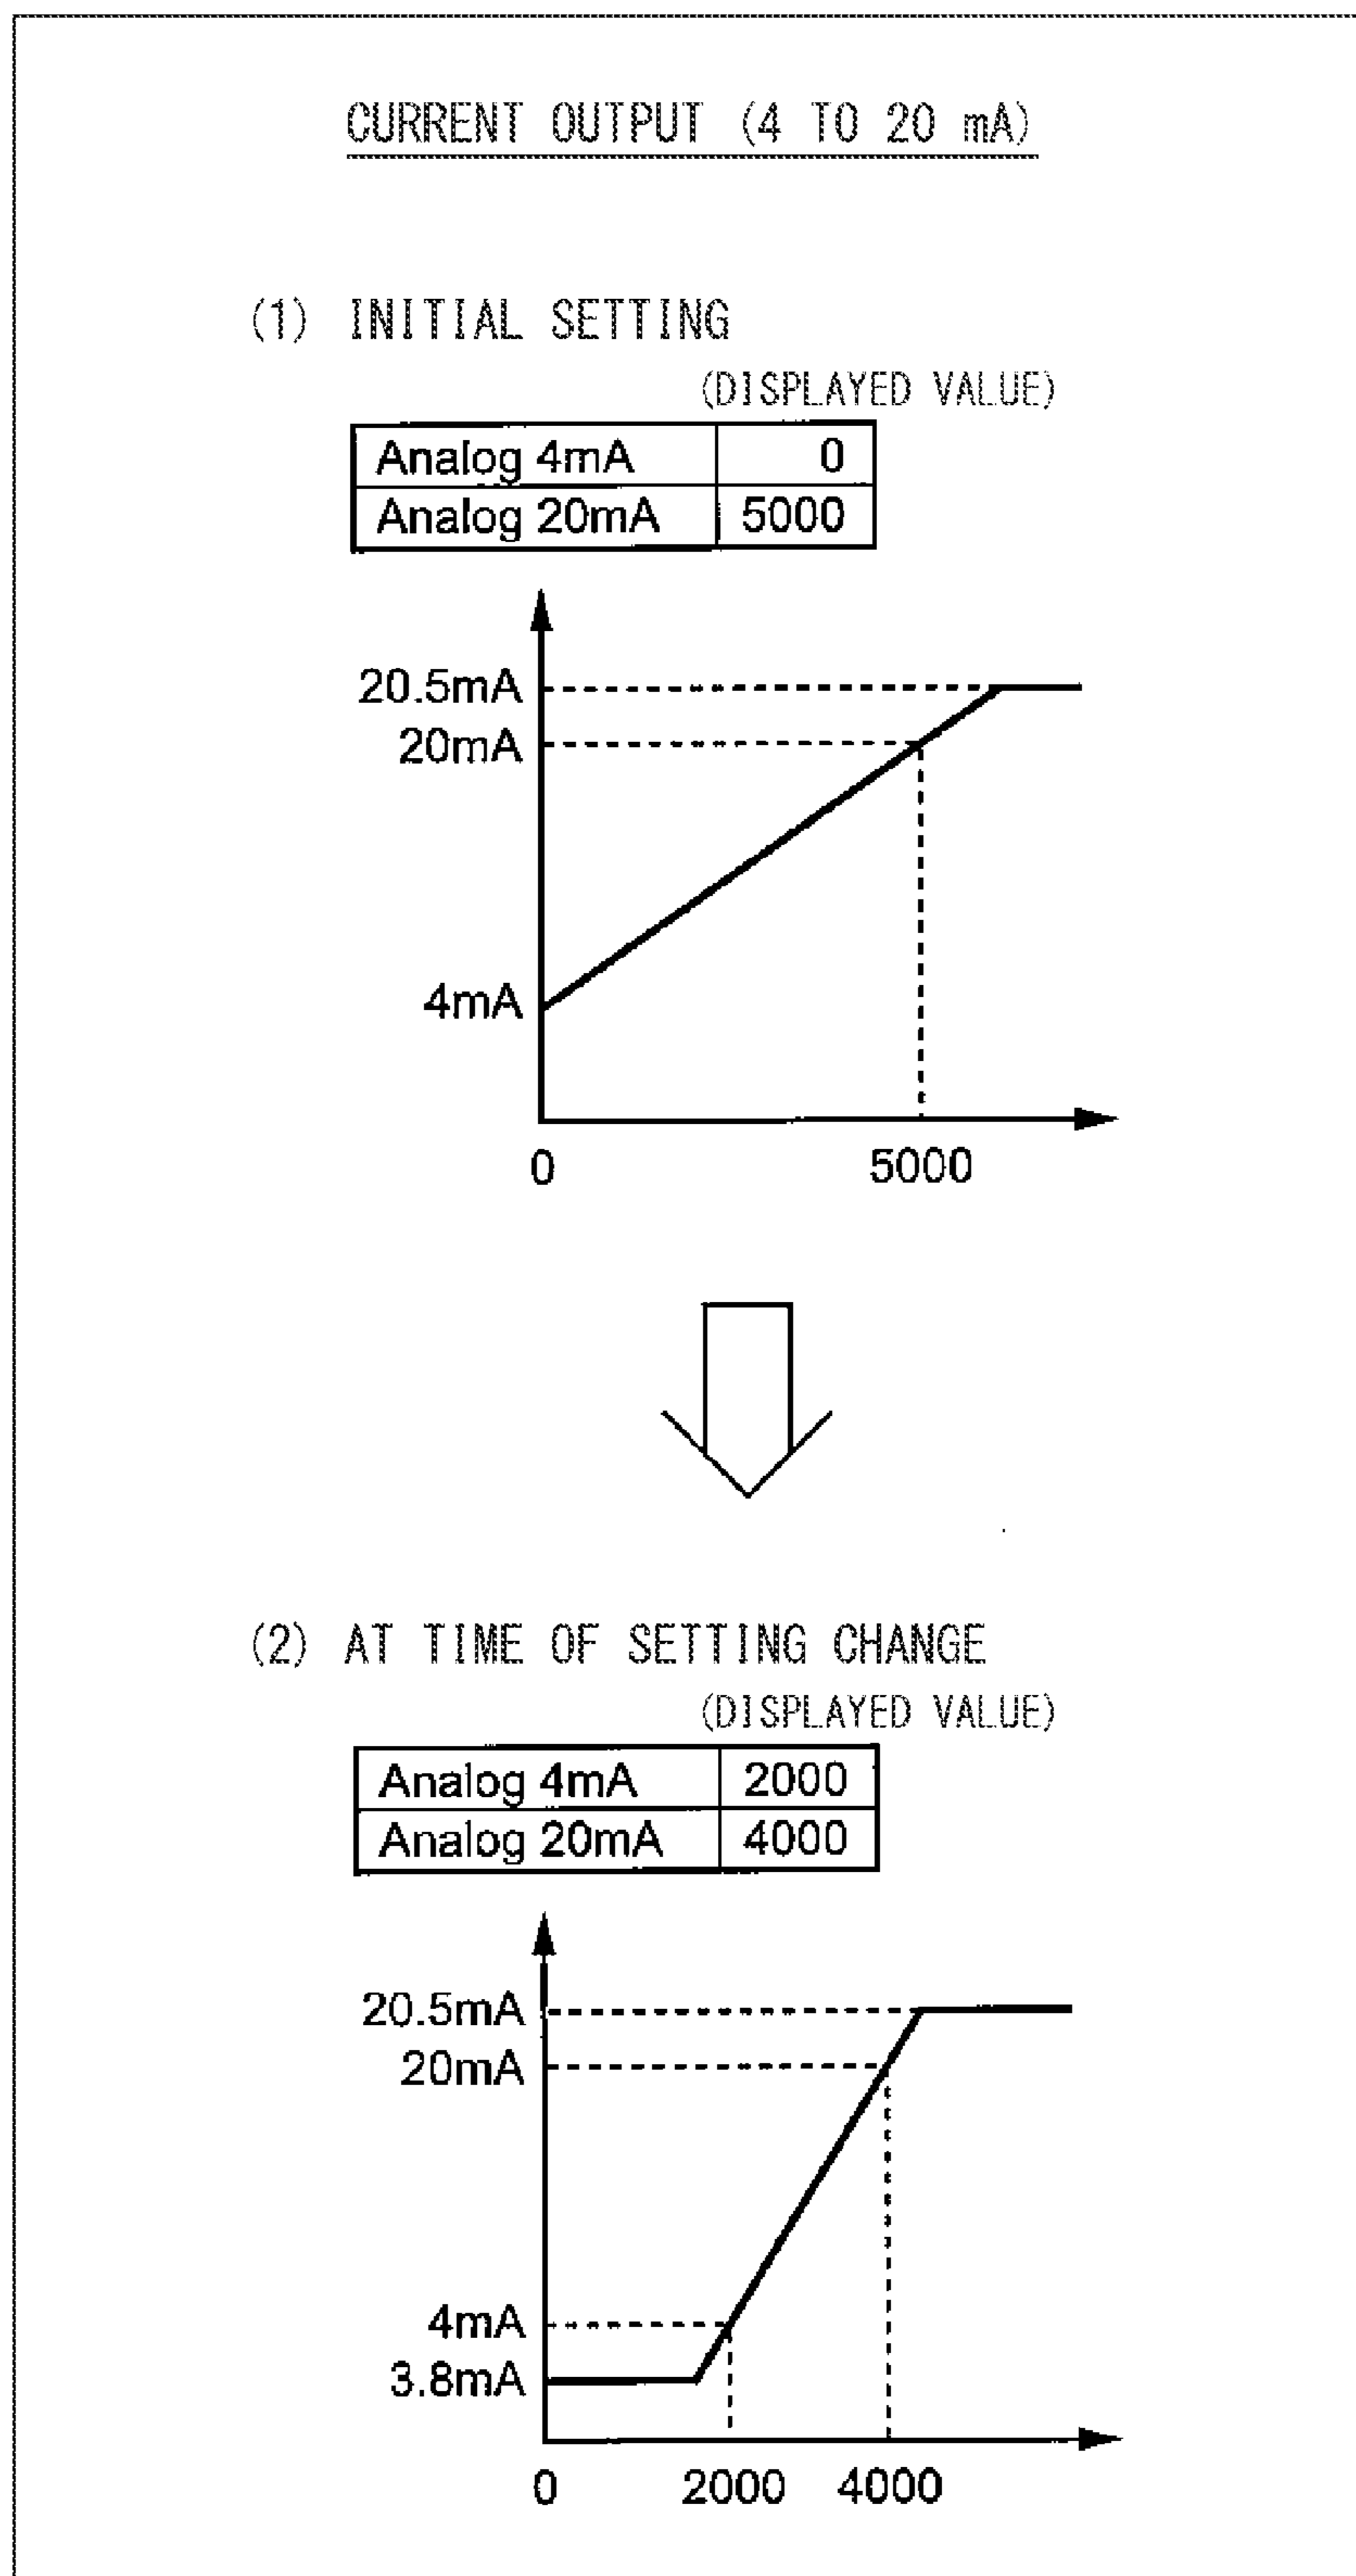 CURRENT OUTPUT (4 TO 20 mA)
(1) INITIAL SETTING
(DISPLAYED VALUE)
Analog 4mA 0
Analog 20mA 5000
20.5mA
20mA
4mA
0 5000
(2) AT TIME OF SETTING CHANGE
(DISPLAYED VALUE)
Analog 4mA 2000
Analog 20mA 4000
20.5mA
20mA
4mA
3.8mA
0 2000 4000